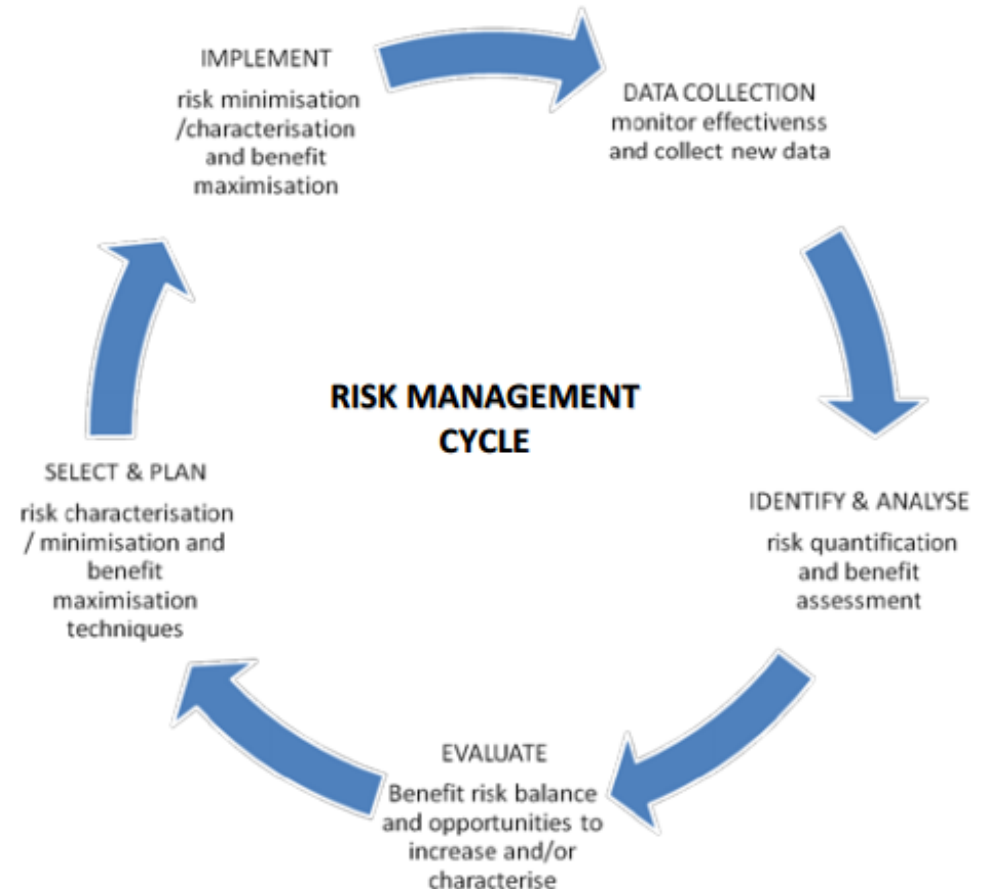 IMPLEMENT
risk minimisation
/characterisation
and benefit
maximisation
DATA COLLECTION
monitor effectivenss
and collect new data
RISK MANAGEMENT
CYCLE
SELECT & PLAN
risk characterisation
/ minimisation and
benefit
maximisation
techniques
IDENTIFY & ANALYSE
risk quantification
and benefit
assessment
EVALUATE
Benefit risk balance
and opportunities to
increase and/or
characterise